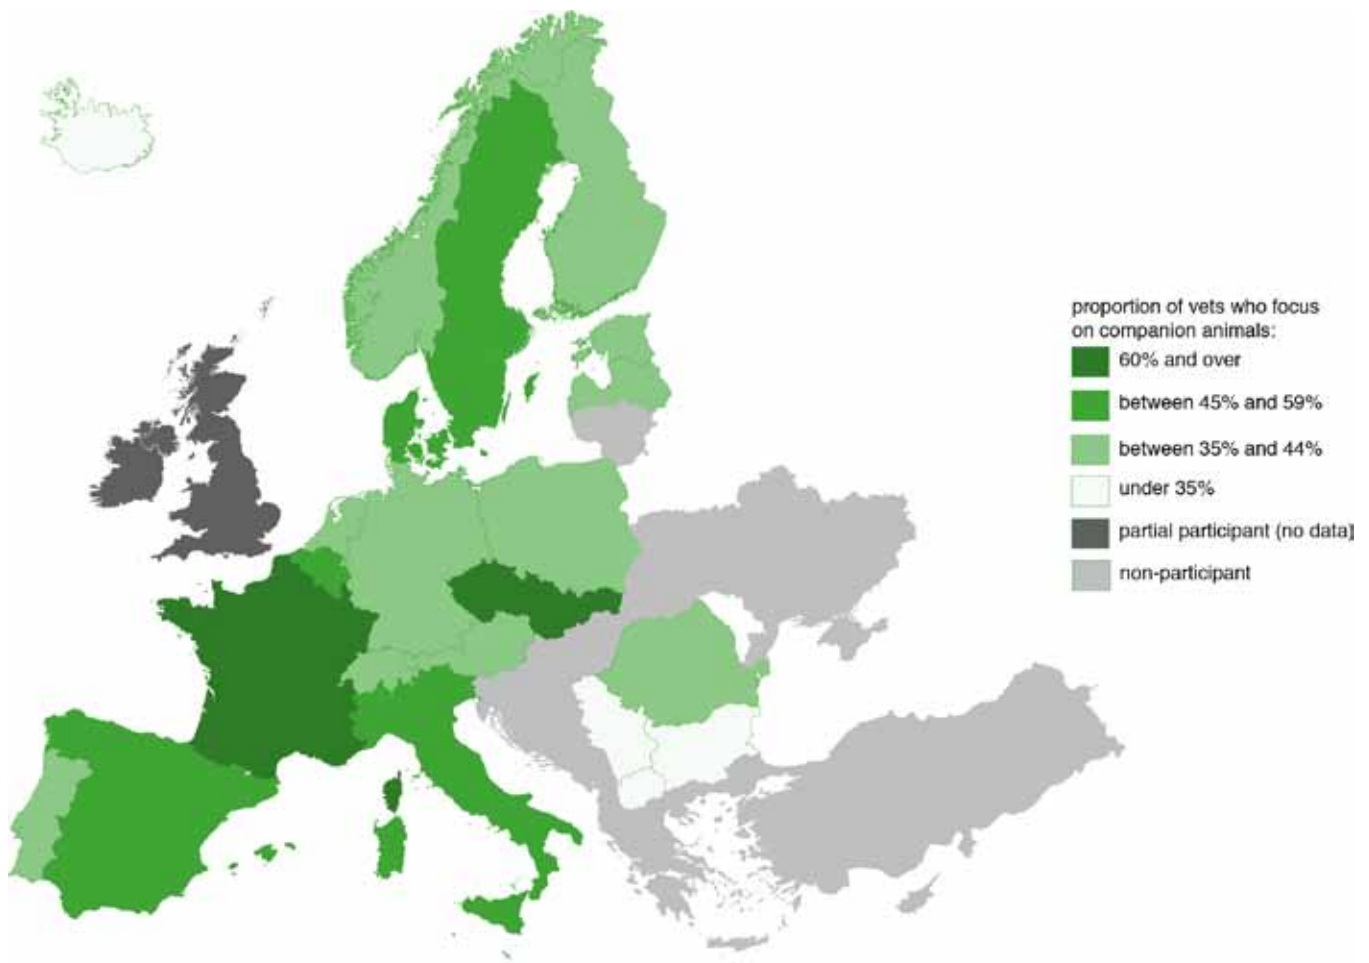 proportion of vets who focus
on companion animals:
60% and over
between 45% and 59%
between 35% and 44%
under 35%
partial participant (no data)
non-participant